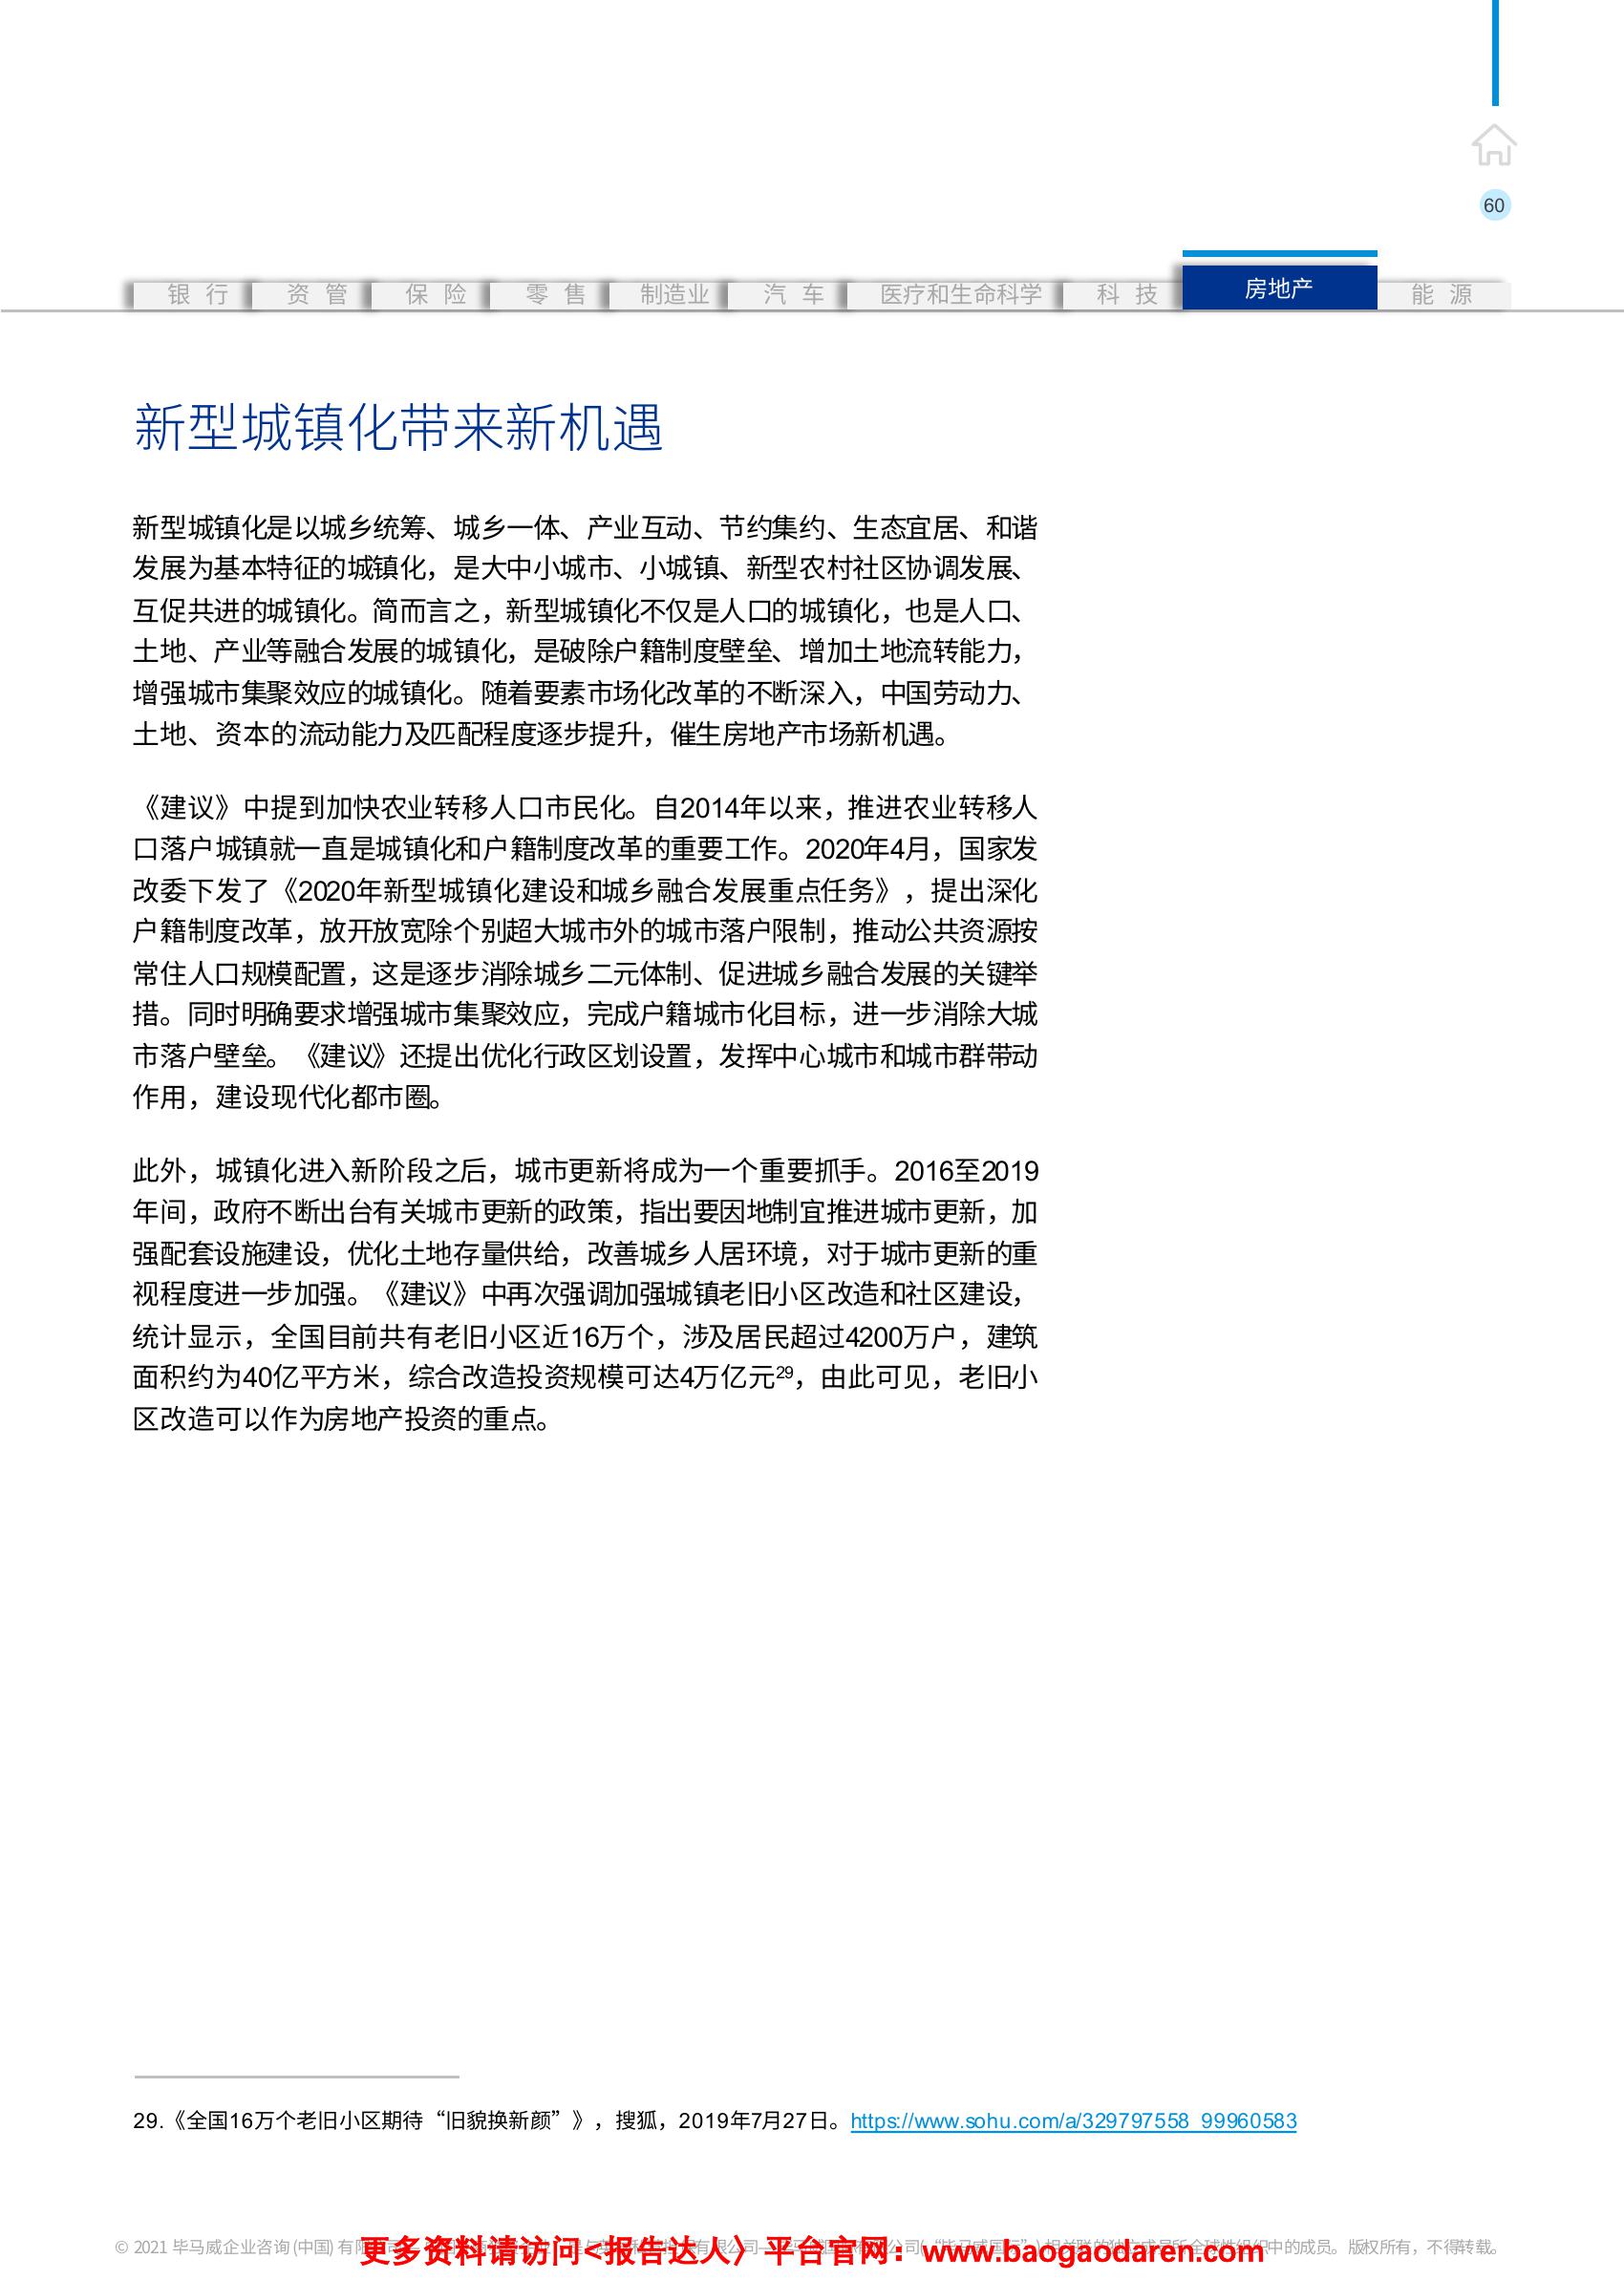 60
银 行 资 管 保 险 零 售 制造业 汽 车 医疗和生命科学 科 技 房地产 能 源
新型城镇化带来新机遇
新型城镇化是以城乡统筹、城乡一体、产业互动、节约集约、生态宜居、和谐
发展为基本特征的城镇化，是大中小城市、小城镇、新型农村社区协调发展、
互促共进的城镇化。简而言之，新型城镇化不仅是人口的城镇化，也是人口、
土地、产业等融合发展的城镇化，是破除户籍制度壁垒、增加土地流转能力，
增强城市集聚效应的城镇化。随着要素市场化改革的不断深入，中国劳动力、
土地、资本的流动能力及匹配程度逐步提升，催生房地产市场新机遇。
《建议》中提到加快农业转移人口市民化。自2014年以来，推进农业转移人
口落户城镇就一直是城镇化和户籍制度改革的重要工作。2020年4月，国家发
改委下发了《2020年新型城镇化建设和城乡融合发展重点任务》，提出深化
户籍制度改革，放开放宽除个别超大城市外的城市落户限制，推动公共资源按
常住人口规模配置，这是逐步消除城乡二元体制、促进城乡融合发展的关键举
措。同时明确要求增强城市集聚效应，完成户籍城市化目标，进一步消除大城
市落户壁垒。《建议》还提出优化行政区划设置，发挥中心城市和城市群带动
作用，建设现代化都市圈。
此外，城镇化进入新阶段之后，城市更新将成为一个重要抓手。2016至2019
年间，政府不断出台有关城市更新的政策，指出要因地制宜推进城市更新，加
强配套设施建设，优化土地存量供给，改善城乡人居环境，对于城市更新的重
视程度进一步加强。《建议》中再次强调加强城镇老旧小区改造和社区建设，
统计显示，全国目前共有老旧小区近16万个，涉及居民超过4200万户，建筑
面积约为40亿平方米，综合改造投资规模可达4万亿元29，由此可见，老旧小
区改造可以作为房地产投资的重点。
29.《全国16万个老旧小区期待“旧貌换新颜”》，搜狐，2019年7月27日。https://www.sohu.com/a/329797558_99960583
© 2021 毕马威企业咨询 (中国) 有限 成员。版权所有，不得转载。
更多资料请访问<报告达人〉平台官网：www.baogaodaren.com